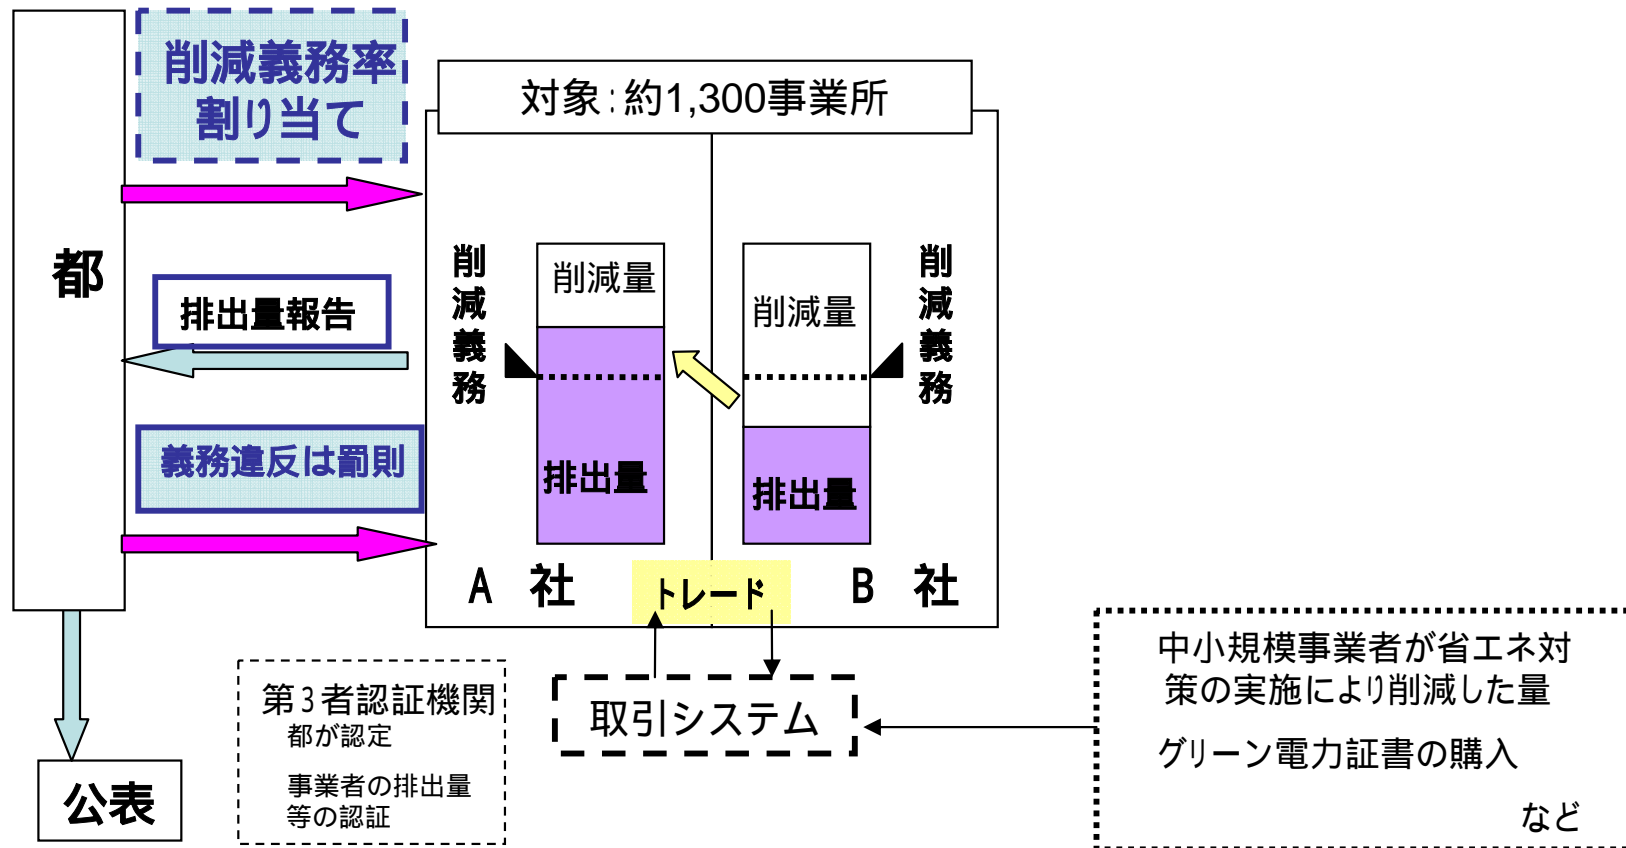 削減義務率
割り当て
対象:約1,300事業所
都
排出量報告
義務違反は罰則
公表
削減義務
削減量
排出量
A 社
削減量
排出量
削減義務
B 社
トレード
取引システム
第3者認証機関
都が認定
事業者の排出量
等の認証
中小規模事業者が省エネ対
策の実施により削減した量
グリーン電力証書の購入
など